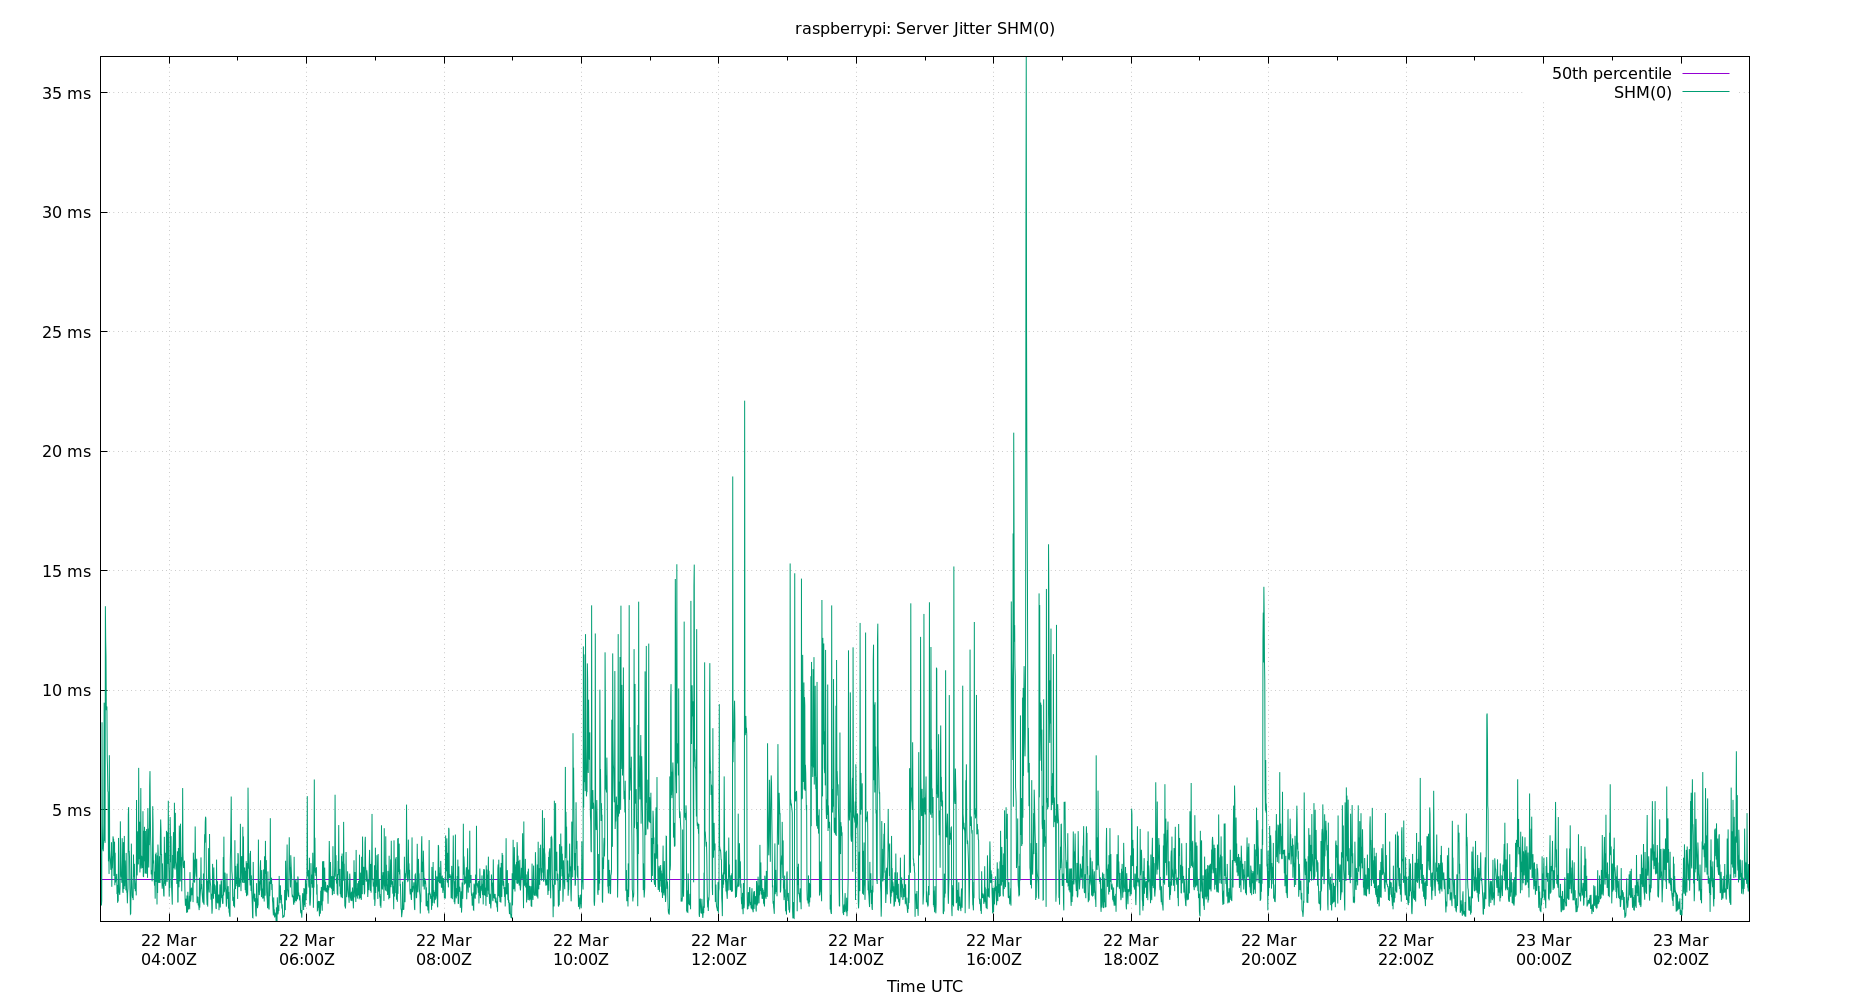 raspberrypi: Server Jitter SHM(0)
50th percentile
SHM(0)
35 ms
30 ms
25 ms
20 ms
15 ms
10 ms
5 ms
22 Mar 22 Mar 22 Mar 22 Mar 22 Mar 22 Mar 22 Mar 22 Mar 22 Mar 22 Mar 23 Mar 23 Mar
04:00Z 06:00Z 08:00Z 10:00Z 12:00Z 14:00Z 16:00Z 18:00Z 20:00Z 22:00Z 00:00Z 02:00Z
Time UTC